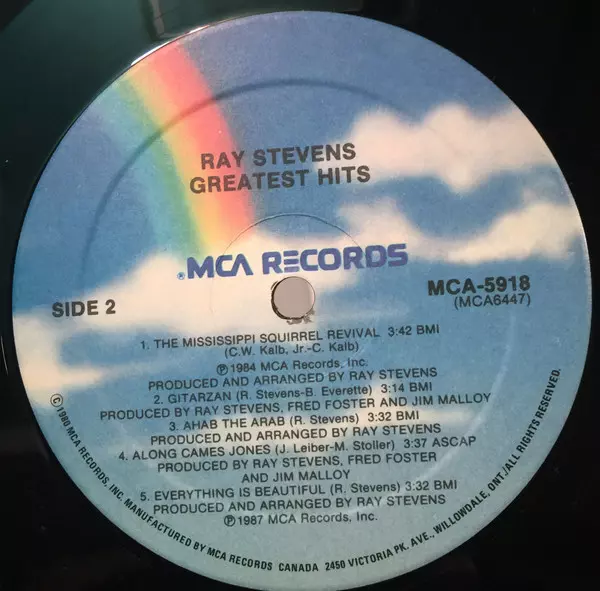 RAY STEVENS
GREATEST HITS
MCA RECORDS
SIDE 2
MCA-5918
(MCA6447)
1. THE MISSISSIPPI SQUIRREL REVIVAL 3:42 BMI
(C.W. Kalb, Jr.-C. Kalb)
Ⓟ1984 MCA Records, Inc.
PRODUCED AND ARRANGED BY RAY STEVENS
2. GITARZAN (R. Stevens-B. Everette) 3:14 BMI
PRODUCED BY RAY STEVENS, FRED FOSTER AND JIM MALLOY
3. AHAB THE ARAB (R. Stevens) 3:32 BMI
PRODUCED AND ARRANGED BY RAY STEVENS
4. ALONG CAMES JONES (J. Leiber-M. Stoller) 3:37 ASCAP
PRODUCED BY RAY STEVENS, FRED FOSTER
AND JIM MALLOY
5. EVERYTHING IS BEAUTIFUL (R. Stevens) 3:32 BMI
PRODUCED AND ARRANGED BY RAY STEVENS
Ⓟ1987 MCA Records, Inc.
©1980 MCA RECORDS, INC. MANUFACTURED BY MCA RECORDS CANADA 2450 VICTORIA PK. AVE., WILLOWDALE, ONT./ALL RIGHTS RESERVED.